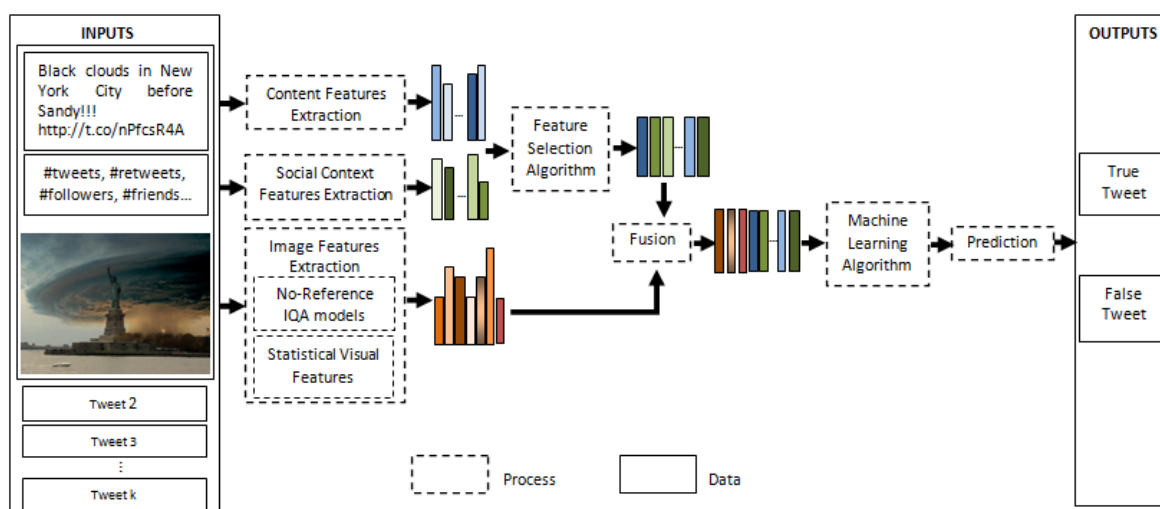 INPUTS
Black clouds in New
York City before
Sandy!!!
http://t.co/nPfcsR4A
#tweets, #retweets,
#followers, #friends...
Tweet 2
Tweet 3
⋮
Tweet k
Content Features
Extraction
Social Context
Features Extraction
Image Features
Extraction
No-Reference
IQA models
Statistical Visual
Features
...
...
Feature
Selection
Algorithm
...
Fusion
...
Machine
Learning
Algorithm
Prediction
OUTPUTS
True
Tweet
False
Tweet
Process
Data